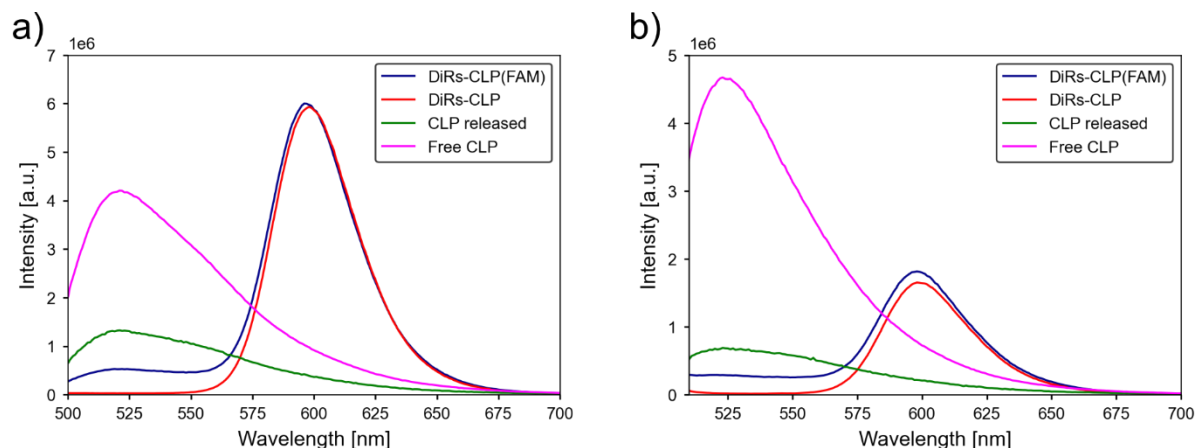 a)
1e6
7
6
5
4
3
2
1
0
Intensity [a.u.]
DiRs-CLP(FAM)
DiRs-CLP
CLP released
Free CLP
500 525 550 575 600 625 650 675 700
Wavelength [nm]
b)
1e6
5
4
3
2
1
0
Intensity [a.u.]
DiRs-CLP(FAM)
DiRs-CLP
CLP released
Free CLP
525 550 575 600 625 650 675 700
Wavelength [nm]